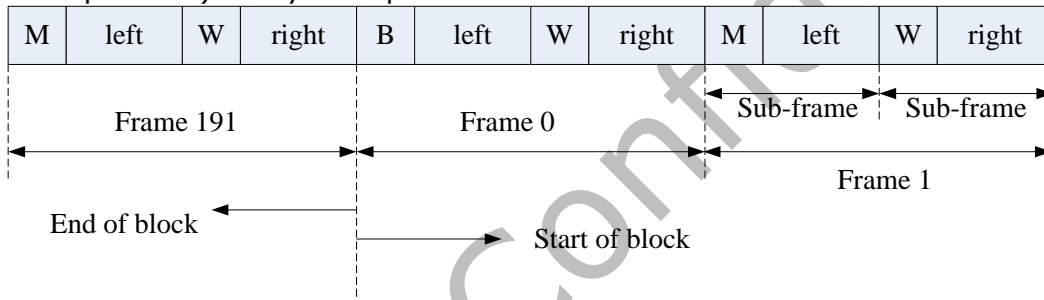 M left W right B left W right M left W right
Sub-frame Sub-frame
Frame 191 Frame 0
Frame 1
End of block
Start of block